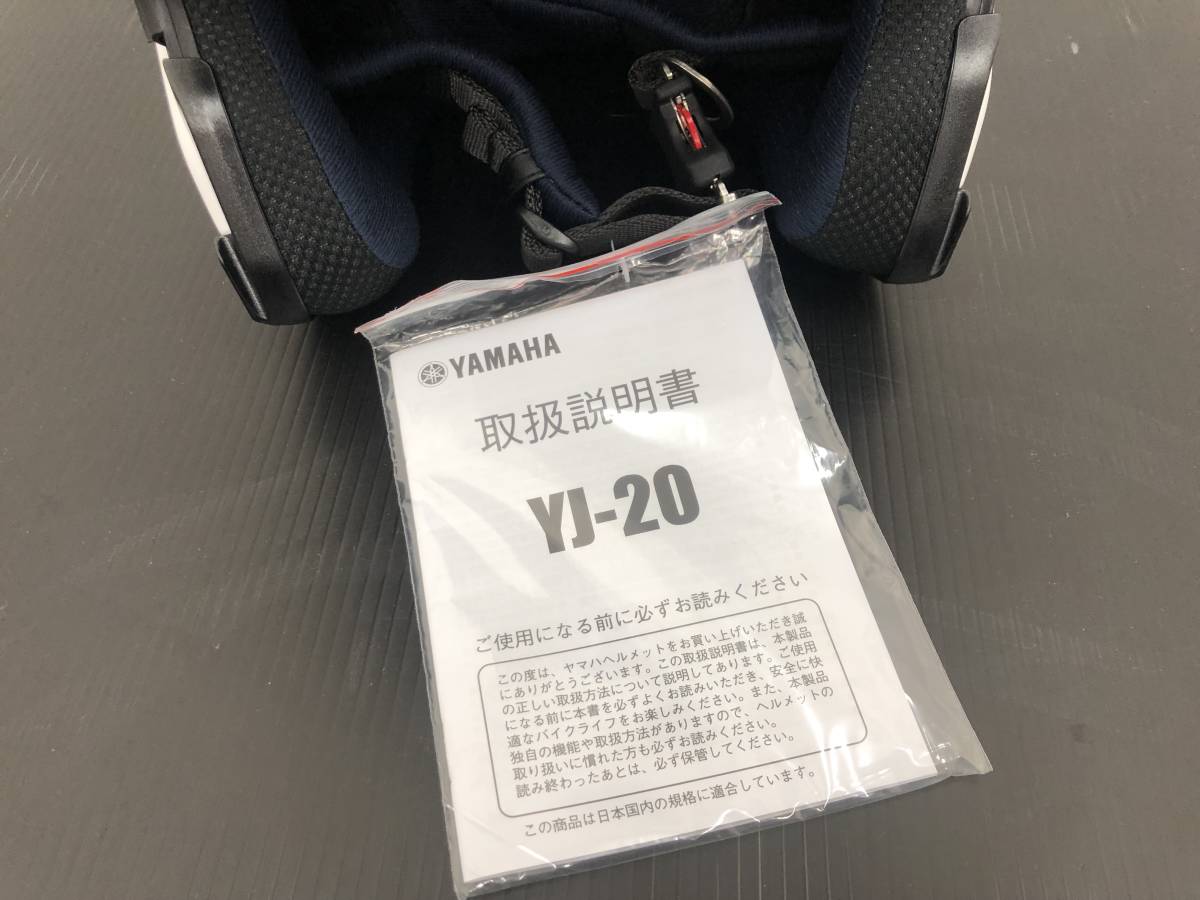 YAMAHA
取扱説明書
YJ-20
ご使用になる前に必ずお読みください
この度は、ヤマハヘルメットをお買い上げいただき誠
にありがとうございます。この取扱説明書は、本製品
の正しい取扱方法について説明してあります。ご使用
になる前に本書を必ずよくお読みいただき、安全に快
適なバイクライフをお楽しみください。また、本製品
独自の機能や取扱方法がありますので、ヘルメットの
取り扱いに慣れた方も必ずお読みください。
読み終わったあとは、必ず保管してください。
この商品は日本国内の規格に適合しています。